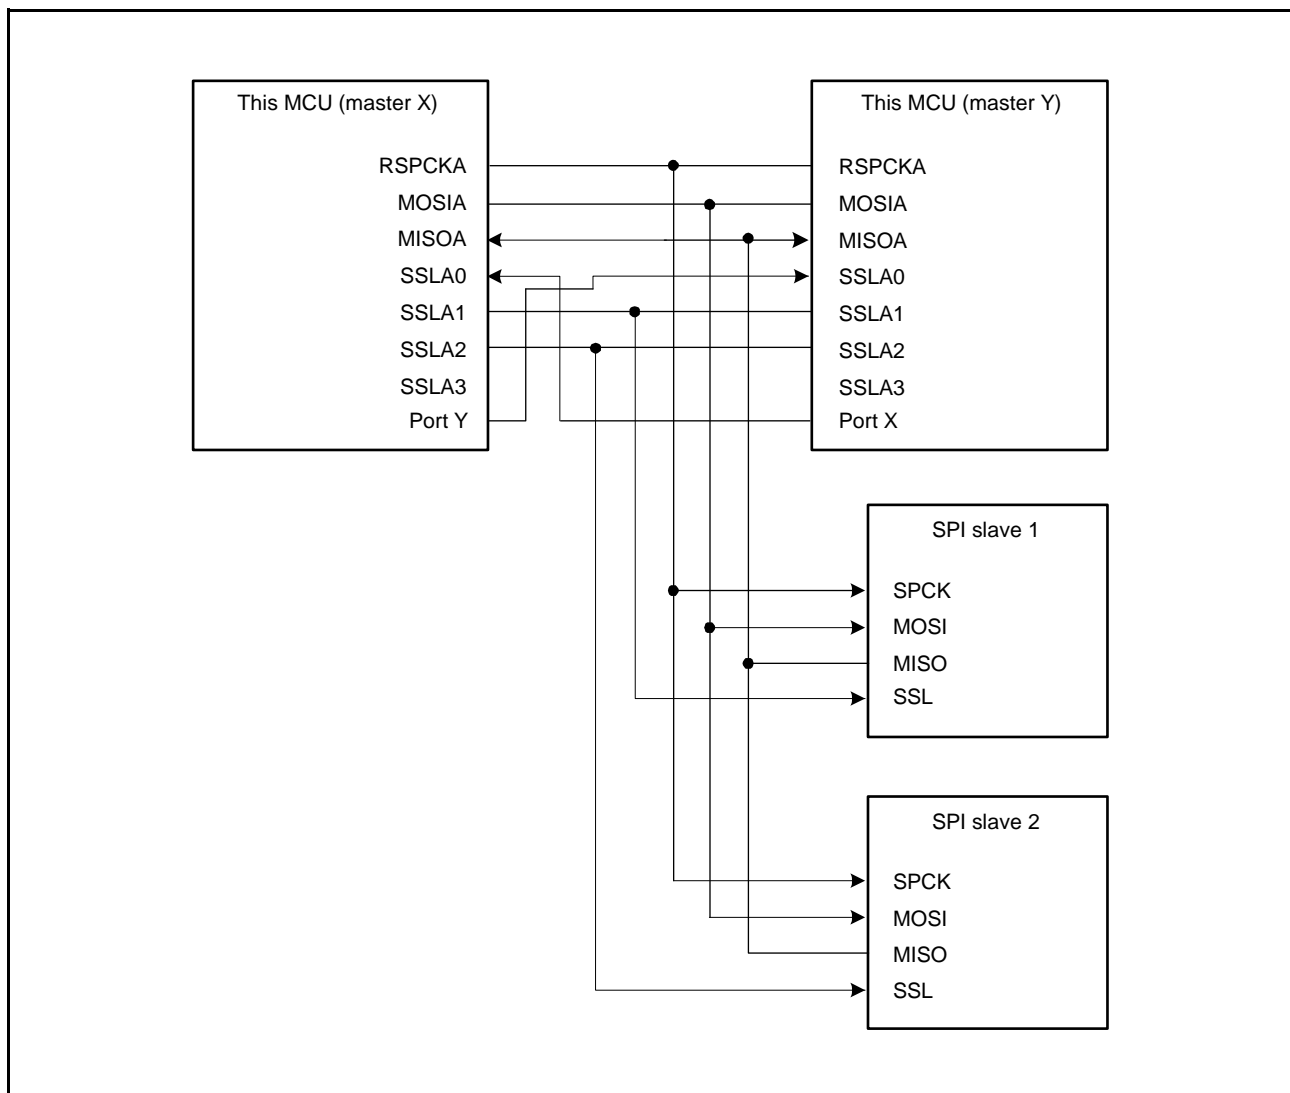 This MCU (master X)
RSPCKA
MOSIA
MISOA
SSLA0
SSLA1
SSLA2
SSLA3
Port Y
This MCU (master Y)
RSPCKA
MOSIA
MISOA
SSLA0
SSLA1
SSLA2
SSLA3
Port X
SPI slave 1
SPCK
MOSI
MISO
SSL
SPI slave 2
SPCK
MOSI
MISO
SSL